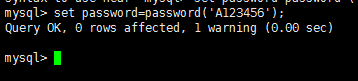 mysql> set password=password('A123456');
Query OK, 0 rows affected, 1 warning (0.00 sec)
mysql>